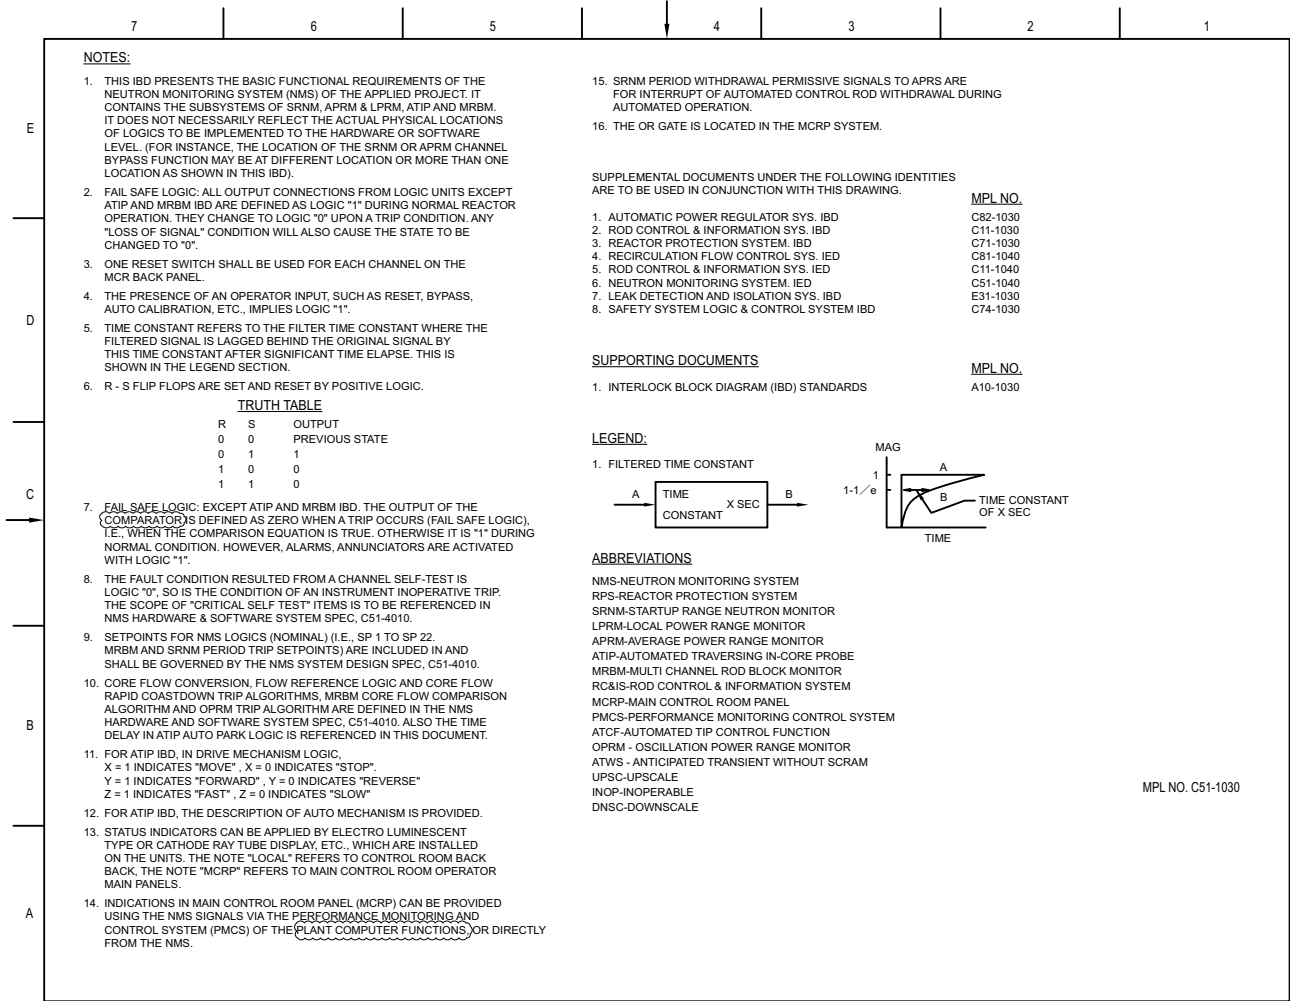 7 6 5 4 3 2 1
E
D
C
B
A
NOTES:
1. THIS IBD PRESENTS THE BASIC FUNCTIONAL REQUIREMENTS OF THE
NEUTRON MONITORING SYSTEM (NMS) OF THE APPLIED PROJECT. IT
CONTAINS THE SUBSYSTEMS OF SRNM, APRM & LPRM, ATIP AND MRBM.
IT DOES NOT NECESSARILY REFLECT THE ACTUAL PHYSICAL LOCATIONS
OF LOGICS TO BE IMPLEMENTED TO THE HARDWARE OR SOFTWARE
LEVEL. (FOR INSTANCE, THE LOCATION OF THE SRNM OR APRM CHANNEL
BYPASS FUNCTION MAY BE AT DIFFERENT LOCATION OR MORE THAN ONE
LOCATION AS SHOWN IN THIS IBD).
2. FAIL SAFE LOGIC: ALL OUTPUT CONNECTIONS FROM LOGIC UNITS EXCEPT
ATIP AND MRBM IBD ARE DEFINED AS LOGIC "1" DURING NORMAL REACTOR
OPERATION. THEY CHANGE TO LOGIC "0" UPON A TRIP CONDITION. ANY
"LOSS OF SIGNAL" CONDITION WILL ALSO CAUSE THE STATE TO BE
CHANGED TO "0".
3. ONE RESET SWITCH SHALL BE USED FOR EACH CHANNEL ON THE
MCR BACK PANEL.
4. THE PRESENCE OF AN OPERATOR INPUT, SUCH AS RESET, BYPASS,
AUTO CALIBRATION, ETC., IMPLIES LOGIC "1".
5. TIME CONSTANT REFERS TO THE FILTER TIME CONSTANT WHERE THE
FILTERED SIGNAL IS LAGGED BEHIND THE ORIGINAL SIGNAL BY
THIS TIME CONSTANT AFTER SIGNIFICANT TIME ELAPSE. THIS IS
SHOWN IN THE LEGEND SECTION.
6. R - S FLIP FLOPS ARE SET AND RESET BY POSITIVE LOGIC.
TRUTH TABLE
R S OUTPUT
0 0 PREVIOUS STATE
0 1 1
1 0 0
1 1 0
7. FAIL SAFE LOGIC: EXCEPT ATIP AND MRBM IBD. THE OUTPUT OF THE
COMPARATOR IS DEFINED AS ZERO WHEN A TRIP OCCURS (FAIL SAFE LOGIC),
I.E., WHEN THE COMPARISON EQUATION IS TRUE. OTHERWISE IT IS "1" DURING
NORMAL CONDITION. HOWEVER, ALARMS, ANNUNCIATORS ARE ACTIVATED
WITH LOGIC "1".
8. THE FAULT CONDITION RESULTED FROM A CHANNEL SELF-TEST IS
LOGIC "0", SO IS THE CONDITION OF AN INSTRUMENT INOPERATIVE TRIP.
THE SCOPE OF "CRITICAL SELF TEST" ITEMS IS TO BE REFERENCED IN
NMS HARDWARE & SOFTWARE SYSTEM SPEC, C51-4010.
9. SETPOINTS FOR NMS LOGICS (NOMINAL) (I.E., SP 1 TO SP 22.
MRBM AND SRNM PERIOD TRIP SETPOINTS) ARE INCLUDED IN AND
SHALL BE GOVERNED BY THE NMS SYSTEM DESIGN SPEC, C51-4010.
10. CORE FLOW CONVERSION, FLOW REFERENCE LOGIC AND CORE FLOW
RAPID COASTDOWN TRIP ALGORITHMS, MRBM CORE FLOW COMPARISON
ALGORITHM AND OPRM TRIP ALGORITHM ARE DEFINED IN THE NMS
HARDWARE AND SOFTWARE SYSTEM SPEC, C51-4010. ALSO THE TIME
DELAY IN ATIP AUTO PARK LOGIC IS REFERENCED IN THIS DOCUMENT.
11. FOR ATIP IBD, IN DRIVE MECHANISM LOGIC,
X = 1 INDICATES "MOVE" , X = 0 INDICATES "STOP".
Y = 1 INDICATES "FORWARD" , Y = 0 INDICATES "REVERSE"
Z = 1 INDICATES "FAST" , Z = 0 INDICATES "SLOW"
12. FOR ATIP IBD, THE DESCRIPTION OF AUTO MECHANISM IS PROVIDED.
13. STATUS INDICATORS CAN BE APPLIED BY ELECTRO LUMINESCENT
TYPE OR CATHODE RAY TUBE DISPLAY, ETC., WHICH ARE INSTALLED
ON THE UNITS. THE NOTE "LOCAL" REFERS TO CONTROL ROOM BACK
BACK, THE NOTE "MCRP" REFERS TO MAIN CONTROL ROOM OPERATOR
MAIN PANELS.
14. INDICATIONS IN MAIN CONTROL ROOM PANEL (MCRP) CAN BE PROVIDED
USING THE NMS SIGNALS VIA THE PERFORMANCE MONITORING AND
CONTROL SYSTEM (PMCS) OF THE PLANT COMPUTER FUNCTIONS, OR DIRECTLY
FROM THE NMS.
15. SRNM PERIOD WITHDRAWAL PERMISSIVE SIGNALS TO APRS ARE
FOR INTERRUPT OF AUTOMATED CONTROL ROD WITHDRAWAL DURING
AUTOMATED OPERATION.
16. THE OR GATE IS LOCATED IN THE MCRP SYSTEM.
SUPPLEMENTAL DOCUMENTS UNDER THE FOLLOWING IDENTITIES
ARE TO BE USED IN CONJUNCTION WITH THIS DRAWING.
MPL NO.
1. AUTOMATIC POWER REGULATOR SYS. IBD C82-1030
2. ROD CONTROL & INFORMATION SYS. IBD C11-1030
3. REACTOR PROTECTION SYSTEM. IBD C71-1030
4. RECIRCULATION FLOW CONTROL SYS. IED C81-1040
5. ROD CONTROL & INFORMATION SYS. IED C11-1040
6. NEUTRON MONITORING SYSTEM. IED C51-1040
7. LEAK DETECTION AND ISOLATION SYS. IBD E31-1030
8. SAFETY SYSTEM LOGIC & CONTROL SYSTEM IBD C74-1030
SUPPORTING DOCUMENTS
MPL NO.
1. INTERLOCK BLOCK DIAGRAM (IBD) STANDARDS A10-1030
LEGEND:
1. FILTERED TIME CONSTANT
A
TIME
CONSTANT
X SEC
B
MAG
1
1-1/e
A
B
TIME CONSTANT
OF X SEC
TIME
ABBREVIATIONS
NMS-NEUTRON MONITORING SYSTEM
RPS-REACTOR PROTECTION SYSTEM
SRNM-STARTUP RANGE NEUTRON MONITOR
LPRM-LOCAL POWER RANGE MONITOR
APRM-AVERAGE POWER RANGE MONITOR
ATIP-AUTOMATED TRAVERSING IN-CORE PROBE
MRBM-MULTI CHANNEL ROD BLOCK MONITOR
RC&IS-ROD CONTROL & INFORMATION SYSTEM
MCRP-MAIN CONTROL ROOM PANEL
PMCS-PERFORMANCE MONITORING CONTROL SYSTEM
ATCF-AUTOMATED TIP CONTROL FUNCTION
OPRM - OSCILLATION POWER RANGE MONITOR
ATWS - ANTICIPATED TRANSIENT WITHOUT SCRAM
UPSC-UPSCALE
INOP-INOPERABLE
DNSC-DOWNSCALE
MPL NO. C51-1030